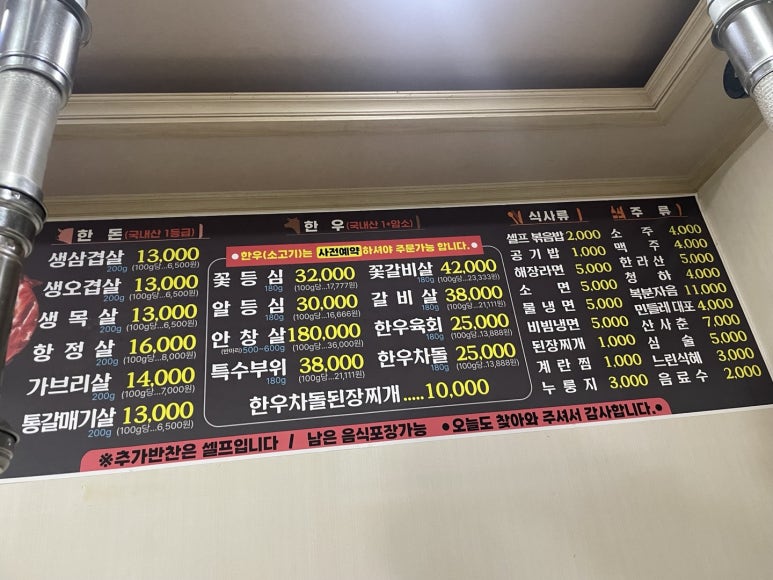 한 돈 (국내산 1등급)
생삼겹살 13,000
200g (100g당...6,500원)
생오겹살 13,000
200g (100g당...6,500원)
생 목 살 13,000
200g (100g당...6,500원)
항 정 살 16,000
200g (100g당...8,000원)
가브리살 14,000
200g (100g당...7,000원)
통갈매기살 13,000
200g (100g당...6,500원)
한 우 (국내산 1+암소)
• 한우(소고기)는 사전예약 하셔야 주문가능 합니다. •
꽃 등 심 32,000
180g (100g당...17,777원)
알 등 심 30,000
180g (100g당...16,666원)
안 창 살 180,000
(한마리)500~600g (100g당...36,000원)
특수부위 38,000
180g (100g당...21,111원)
꽃갈비살 42,000
180g (100g당...23,333원)
갈 비 살 38,000
180g (100g당...21,111원)
한우육회 25,000
180g (100g당...13,888원)
한우차돌 25,000
180g (100g당...13,888원)
한우차돌된장찌개.....10,000
식사류
셀프 볶음밥 2,000
공 기 밥 1,000
해장라면 5,000
소 면 5,000
물 냉 면 5,000
비빔냉면 5,000
된장찌개 1,000
계 란 찜 1,000
누 룽 지 3,000
주 류
소 주 4,000
맥 주 4,000
한 라 산 5,000
청 하 4,000
복분자음 11,000
민들레 대포 4,000
산 사 춘 7,000
심 술 5,000
느린식혜 3,000
음 료 수 2,000
※추가반찬은 셀프입니다 / 남은 음식포장가능 •오늘도 찾아와 주셔서 감사합니다.•